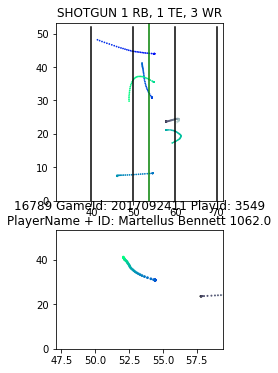 SHOTGUN 1 RB, 1 TE, 3 WR
50
40
30
20
10
0
40 50 60 70
16789 GameId: 2017092411 PlayId: 3549
PlayerName + ID: Martellus Bennett 1062.0
40
20
0
47.5 50.0 52.5 55.0 57.5